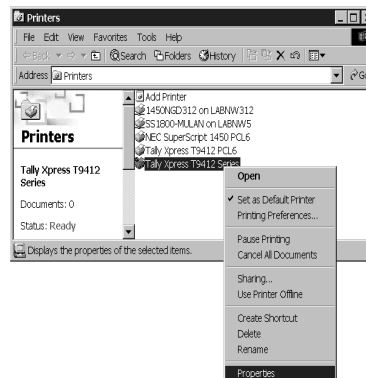 Printers
File Edit View Favorites Tools Help
Back Search Folders History
Address Printers
Printers
Tally Xpress T9412
Series
Documents: 0
Status: Ready
Add Printer
1450NGD312 on LABNW312
SS1800-MULAN on LABNW5
NEC SuperScript 1450 PCL6
Tally Xpress T9412 PCL6
Tally Xpress T9412 Series
Open
Set as Default Printer
Printing Preferences...
Pause Printing
Cancel All Documents
Sharing...
Use Printer Offline
Create Shortcut
Delete
Rename
Properties
Displays the properties of the selected items.